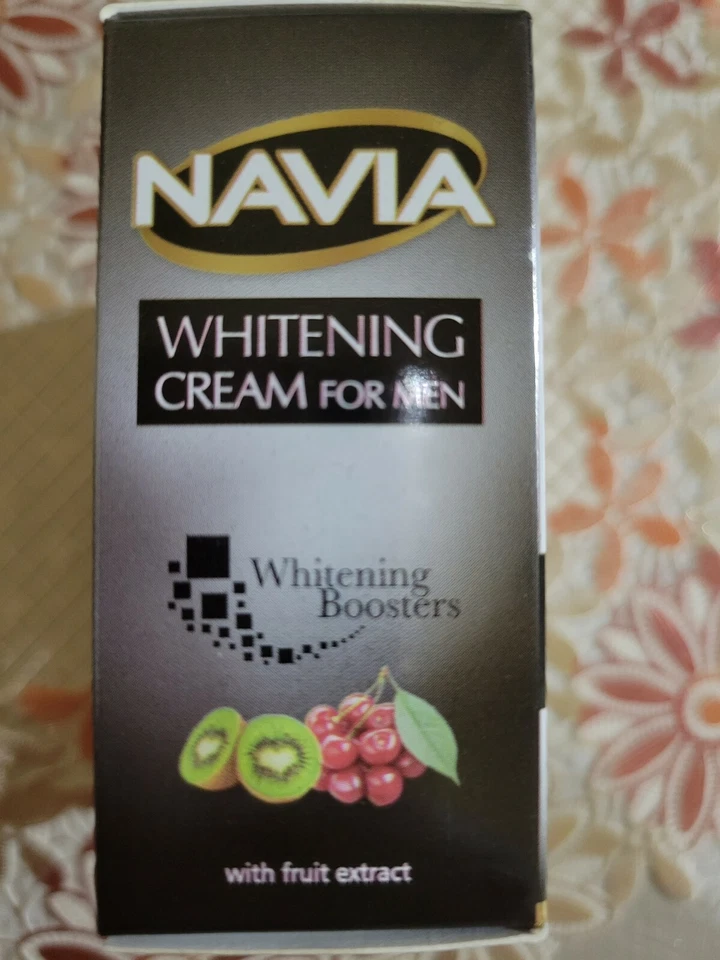 NAVIA
WHITENING
CREAM FOR MEN
Whitening
Boosters
with fruit extract